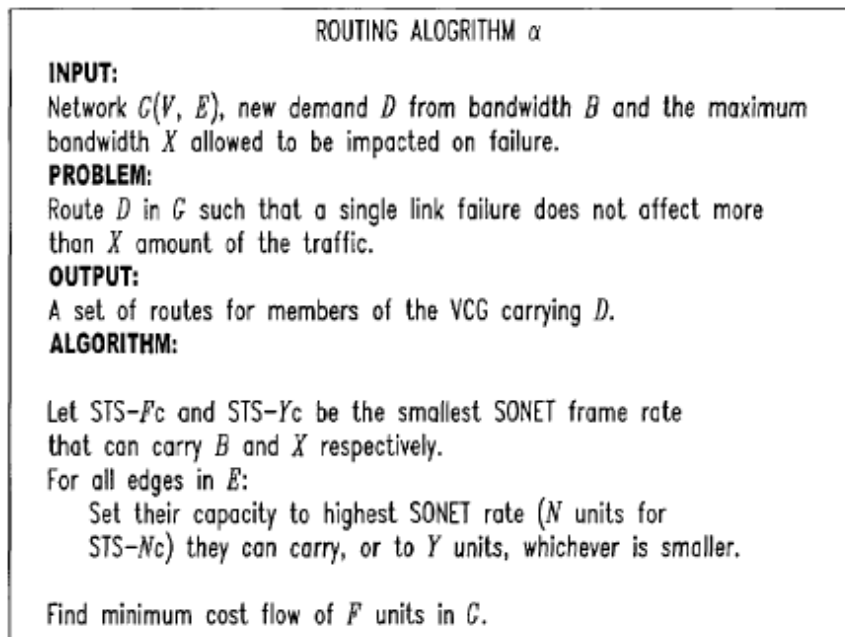 ROUTING ALOGRITHM α
INPUT:
Network G(V, E), new demand D from bandwidth B and the maximum
bandwidth X allowed to be impacted on failure.
PROBLEM:
Route D in G such that a single link failure does not affect more
than X amount of the traffic.
OUTPUT:
A set of routes for members of the VCG carrying D.
ALGORITHM:
Let STS-Fc and STS-Yc be the smallest SONET frame rate
that can carry B and X respectively.
For all edges in E:
Set their capacity to highest SONET rate (N units for
STS-Nc) they can carry, or to Y units, whichever is smaller.
Find minimum cost flow of F units in G.